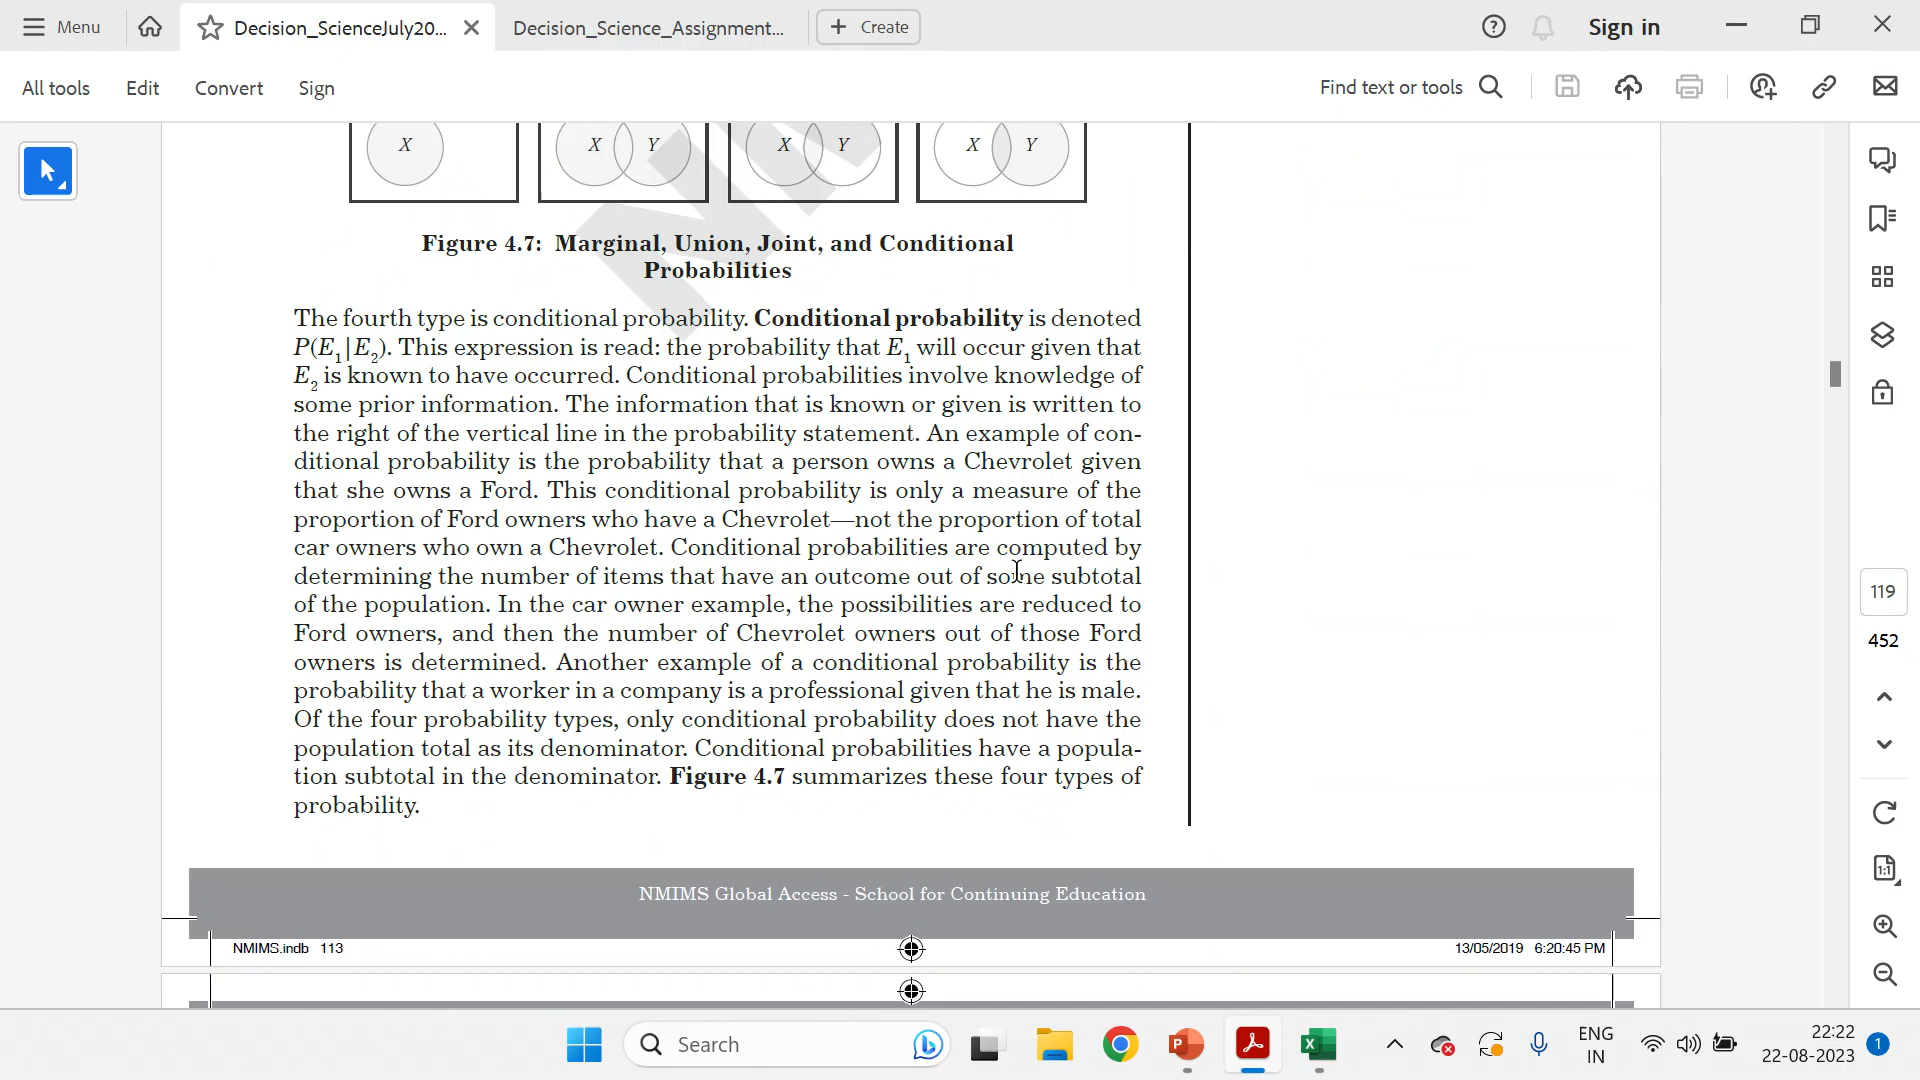 Menu
Decision_ScienceJuly20...
Decision_Science_Assignment...
Create
Sign in
All tools
Edit
Convert
Sign
Find text or tools
X
X Y
X Y
X Y
Figure 4.7: Marginal, Union, Joint, and Conditional
Probabilities
The fourth type is conditional probability. Conditional probability is denoted
P(E1|E2). This expression is read: the probability that E1 will occur given that
E2 is known to have occurred. Conditional probabilities involve knowledge of
some prior information. The information that is known or given is written to
the right of the vertical line in the probability statement. An example of con-
ditional probability is the probability that a person owns a Chevrolet given
that she owns a Ford. This conditional probability is only a measure of the
proportion of Ford owners who have a Chevrolet—not the proportion of total
car owners who own a Chevrolet. Conditional probabilities are computed by
determining the number of items that have an outcome out of some subtotal
of the population. In the car owner example, the possibilities are reduced to
Ford owners, and then the number of Chevrolet owners out of those Ford
owners is determined. Another example of a conditional probability is the
probability that a worker in a company is a professional given that he is male.
Of the four probability types, only conditional probability does not have the
population total as its denominator. Conditional probabilities have a popula-
tion subtotal in the denominator. Figure 4.7 summarizes these four types of
probability.
NMIMS Global Access - School for Continuing Education
NMIMS.indb 113
13/05/2019 6:20:45 PM
119
452
1:1
Search
ENG
IN
22:22
22-08-2023
1